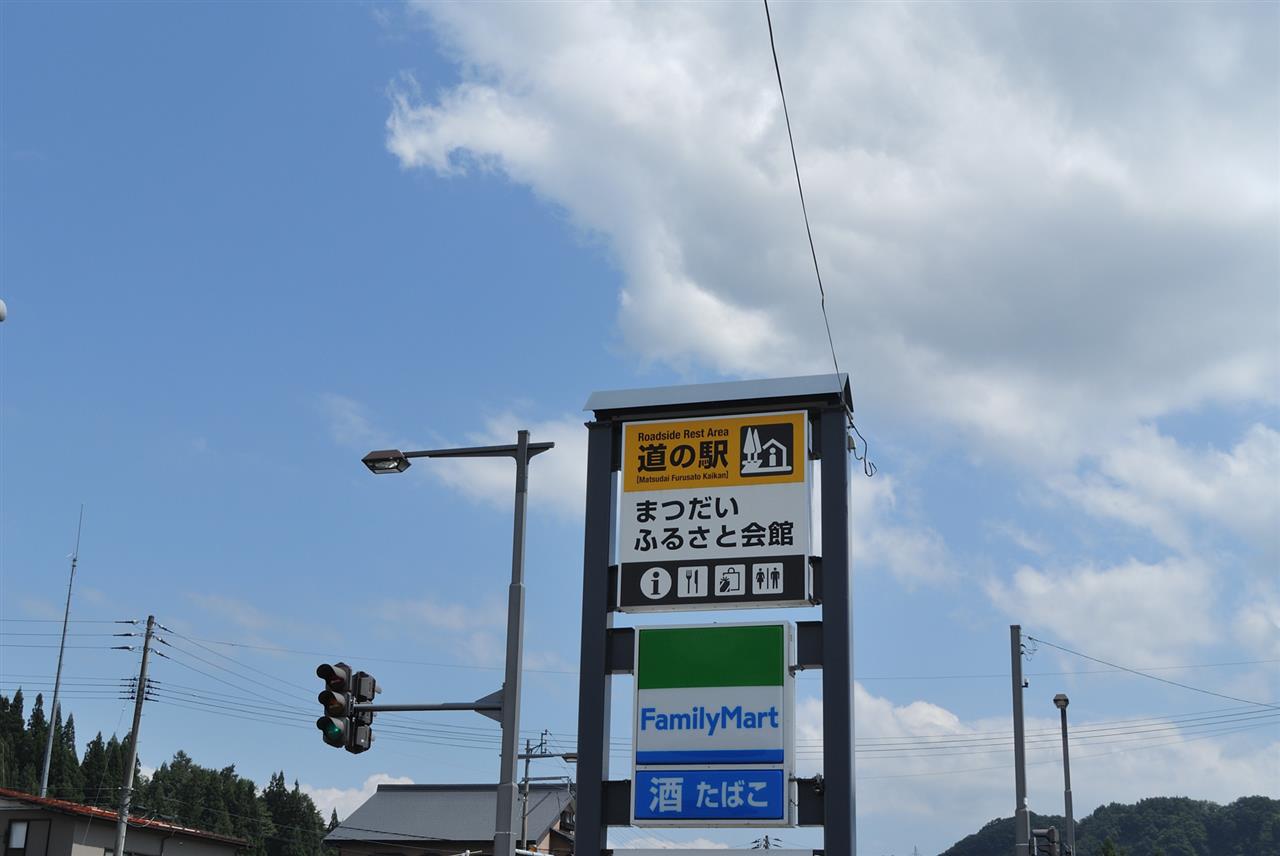 Roadside Rest Area
道の駅
[Matsudai Furusato Kaikan]
まつだい
ふるさと会館
i
FamilyMart
酒 たばこ